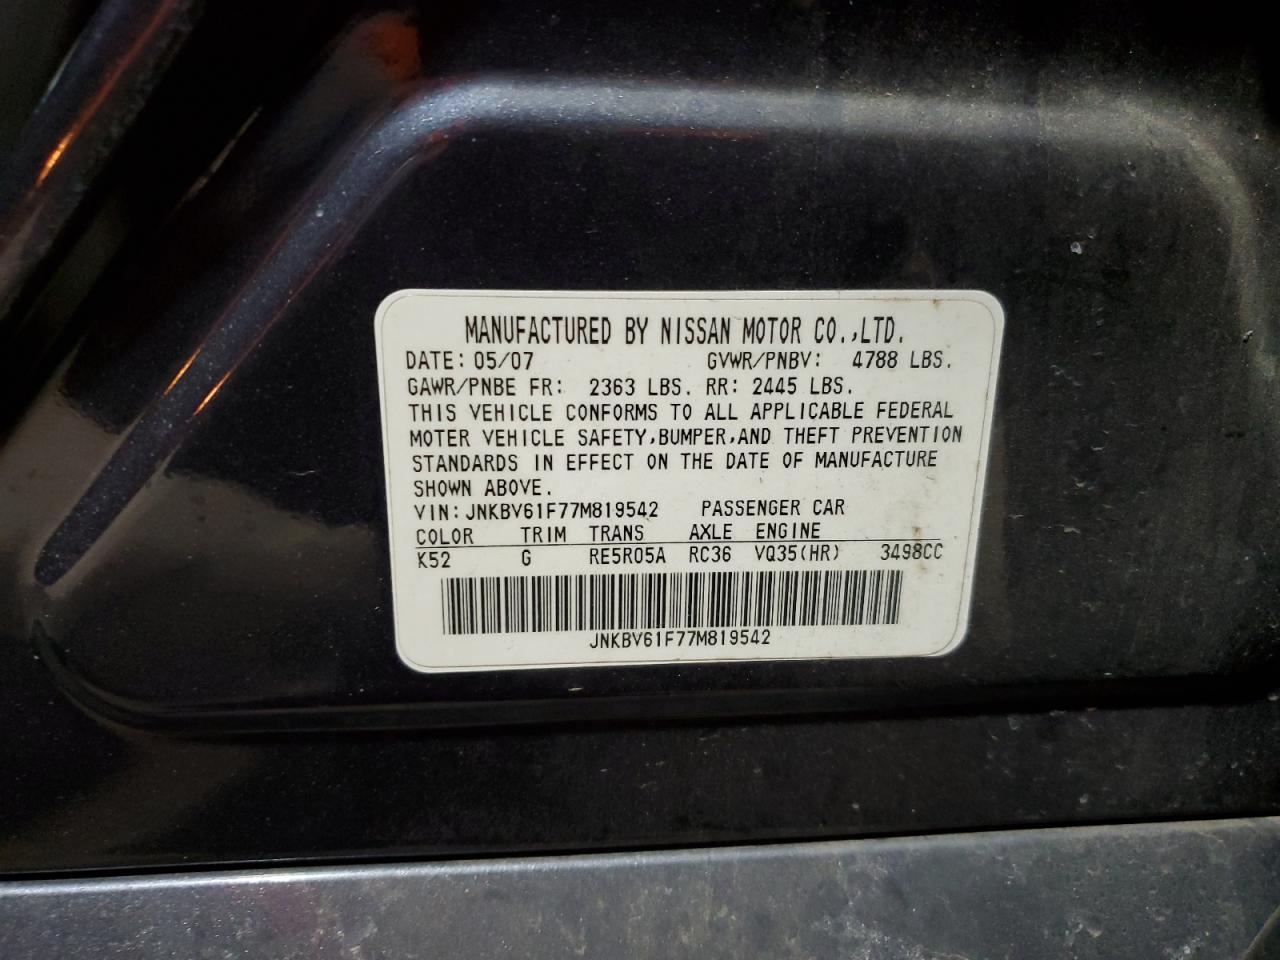 MANUFACTURED BY NISSAN MOTOR CO.,LTD.
DATE: 05/07 GVWR/PNBV: 4788 LBS.
GAWR/PNBE FR: 2363 LBS. RR: 2445 LBS.
THIS VEHICLE CONFORMS TO ALL APPLICABLE FEDERAL
MOTER VEHICLE SAFETY,BUMPER,AND THEFT PREVENTION
STANDARDS IN EFFECT ON THE DATE OF MANUFACTURE
SHOWN ABOVE.
VIN: JNKBV61F77M819542 PASSENGER CAR
COLOR TRIM TRANS AXLE ENGINE
K52 G RE5R05A RC36 VQ35(HR) 3498CC
JNKBV61F77M819542